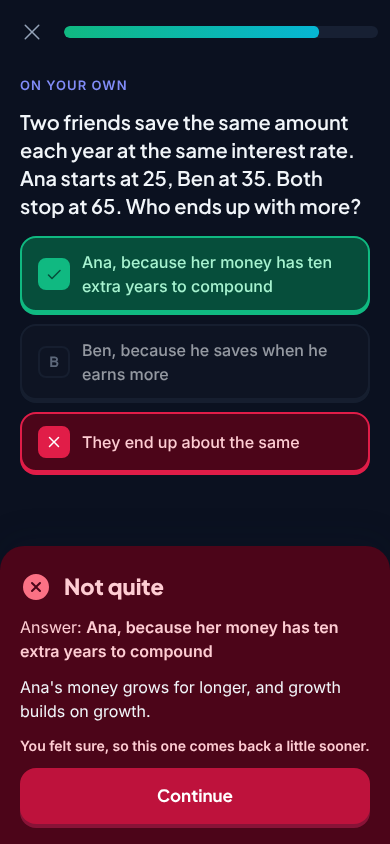 ON YOUR OWN
Two friends save the same amount
each year at the same interest rate.
Ana starts at 25, Ben at 35. Both
stop at 65. Who ends up with more?
Ana, because her money has ten
extra years to compound
B
Ben, because he saves when he
earns more
They end up about the same
Not quite
Answer: Ana, because her money has ten
extra years to compound
Ana's money grows for longer, and growth
builds on growth.
You felt sure, so this one comes back a little sooner.
Continue